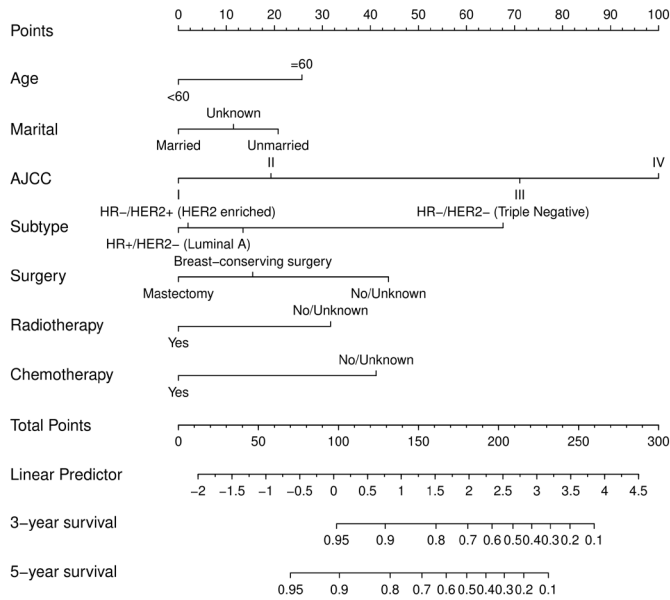 0 10 20 30 40 50 60 70 80 90 100
Points
=60
Age
<60
Unknown
Marital
Married Unmarried
II IV
AJCC
I III
HR−/HER2+ (HER2 enriched) HR−/HER2− (Triple Negative)
Subtype
HR+/HER2− (Luminal A)
Breast−conserving surgery
Surgery
Mastectomy No/Unknown
No/Unknown
Radiotherapy
Yes
No/Unknown
Chemotherapy
Yes
Total Points
0 50 100 150 200 250 300
Linear Predictor
−2 −1.5 −1 −0.5 0 0.5 1 1.5 2 2.5 3 3.5 4 4.5
3−year survival
0.95 0.9 0.8 0.7 0.6 0.5 0.4 0.3 0.2 0.1
5−year survival
0.95 0.9 0.8 0.7 0.6 0.5 0.4 0.3 0.2 0.1